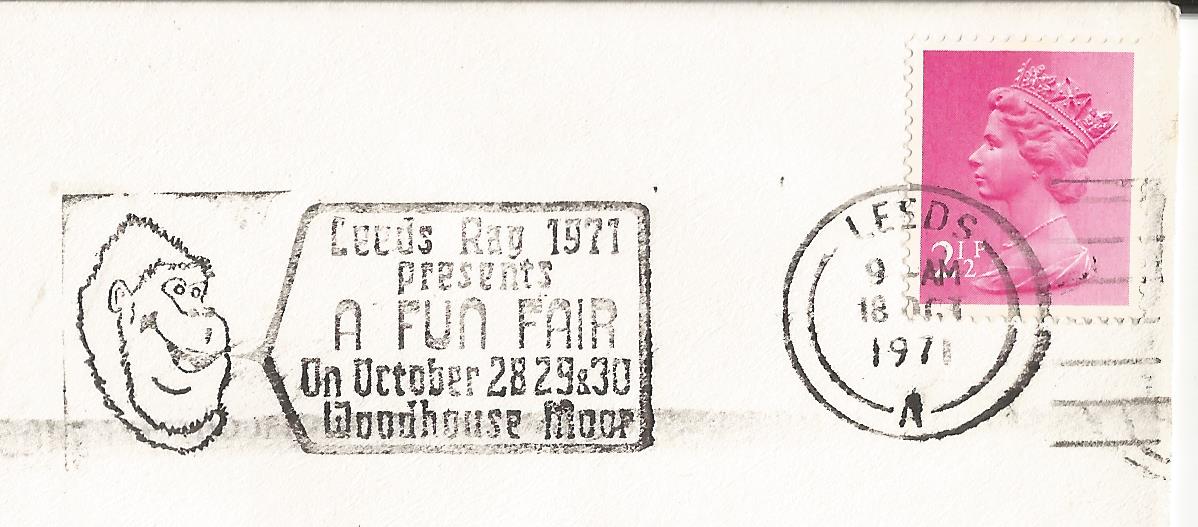 Leeds Rag 1971
presents
A FUN FAIR
On October 28 29 & 30
Woodhouse Moor
LEEDS
9 - AM
18 OCT
1971
A
2½P